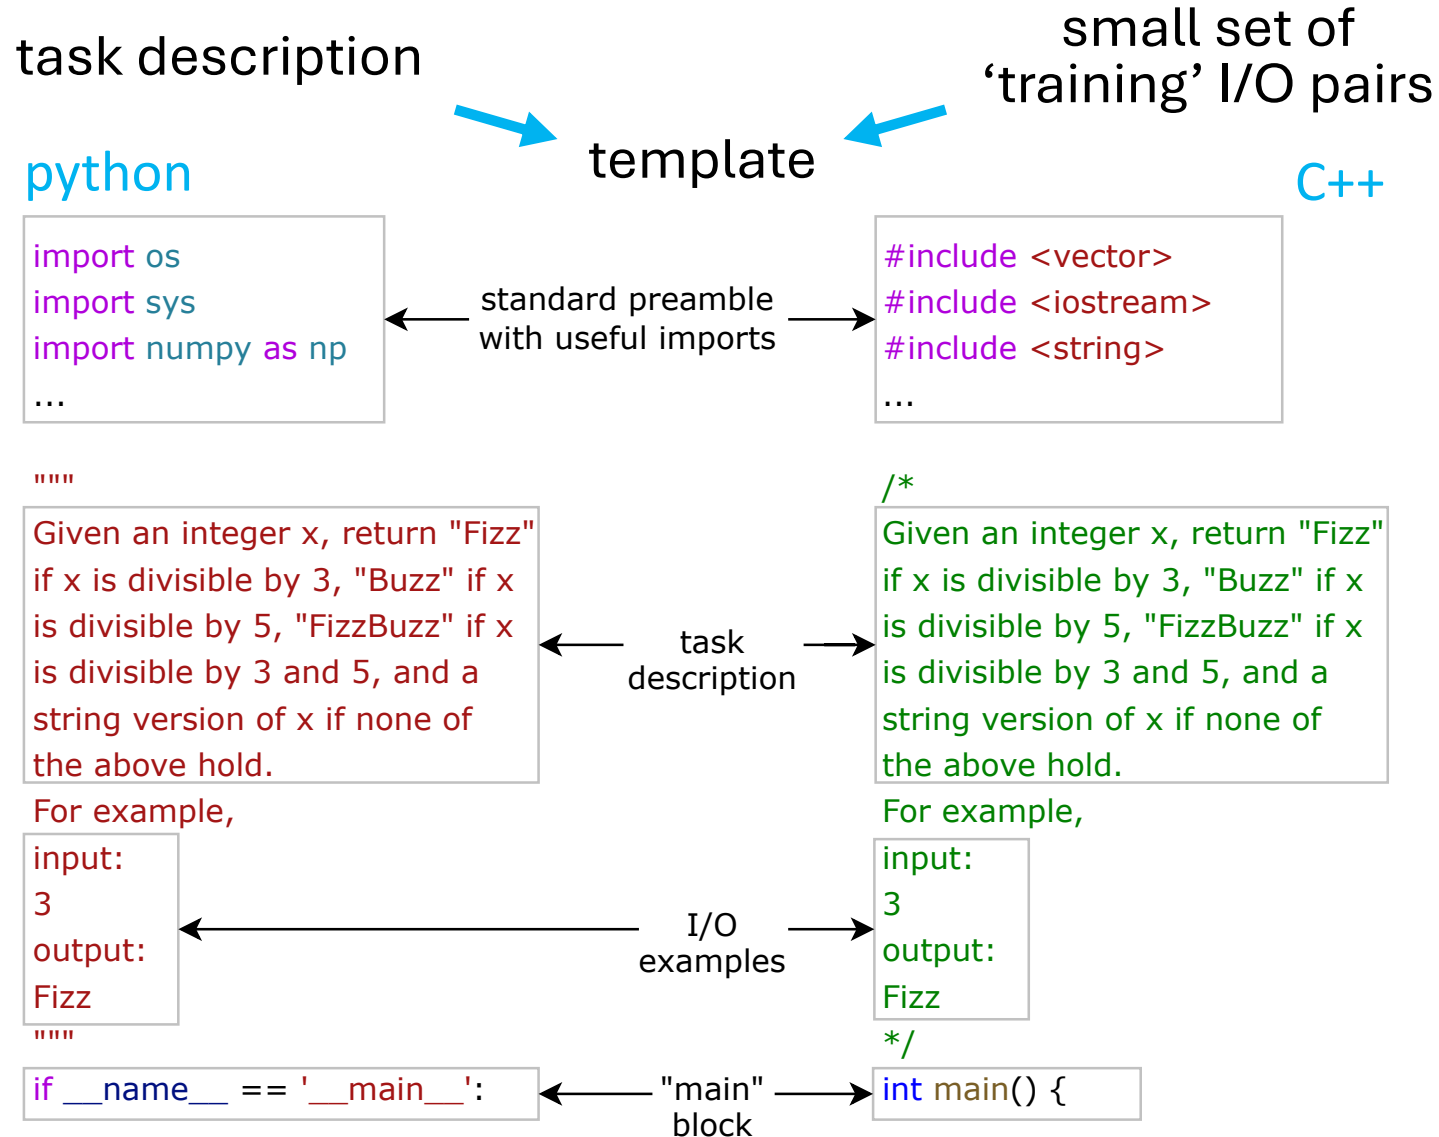 task description
small set of
‘training’ I/O pairs
template
python
C++
import os
import sys
import numpy as np
...
standard preamble
with useful imports
#include <vector>
#include <iostream>
#include <string>
...
"""
Given an integer x, return "Fizz"
if x is divisible by 3, "Buzz" if x
is divisible by 5, "FizzBuzz" if x
is divisible by 3 and 5, and a
string version of x if none of
the above hold.
For example,
input:
3
output:
Fizz
"""
if __name__ == '__main__':
task
description
I/O
examples
"main"
block
/*
Given an integer x, return "Fizz"
if x is divisible by 3, "Buzz" if x
is divisible by 5, "FizzBuzz" if x
is divisible by 3 and 5, and a
string version of x if none of
the above hold.
For example,
input:
3
output:
Fizz
*/
int main() {